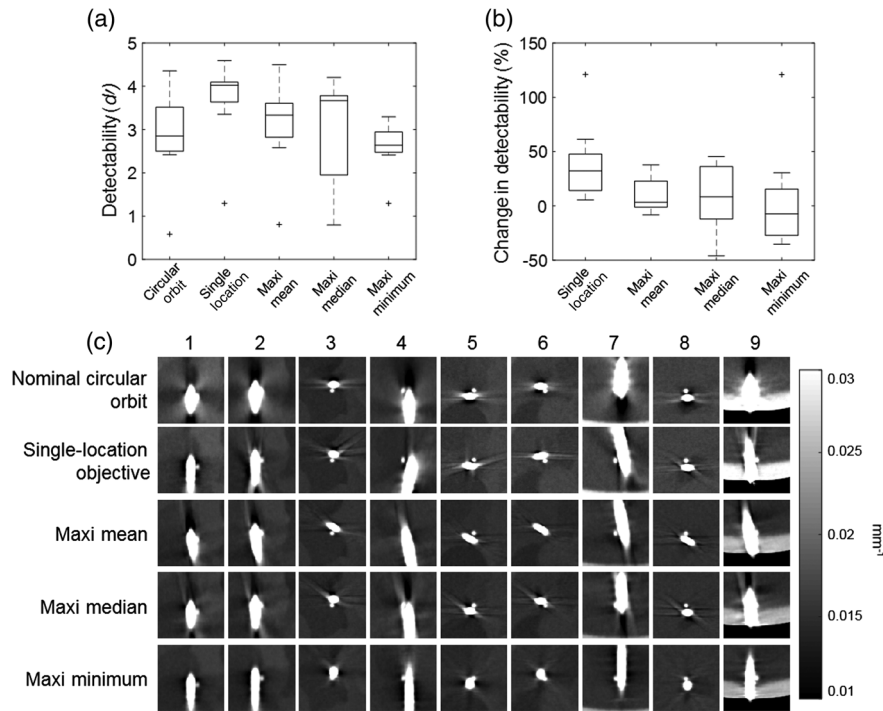 (a)
5
4
3
2
1
0
Detectability (d′)
Circular orbit
Single location
Maxi mean
Maxi median
Maxi minimum
(b)
150
100
50
0
-50
Change in detectability (%)
Single location
Maxi mean
Maxi median
Maxi minimum
(c)
1 2 3 4 5 6 7 8 9
Nominal circular
orbit
Single-location
objective
Maxi mean
Maxi median
Maxi minimum
0.03
0.025
0.02
0.015
0.01
mm⁻¹